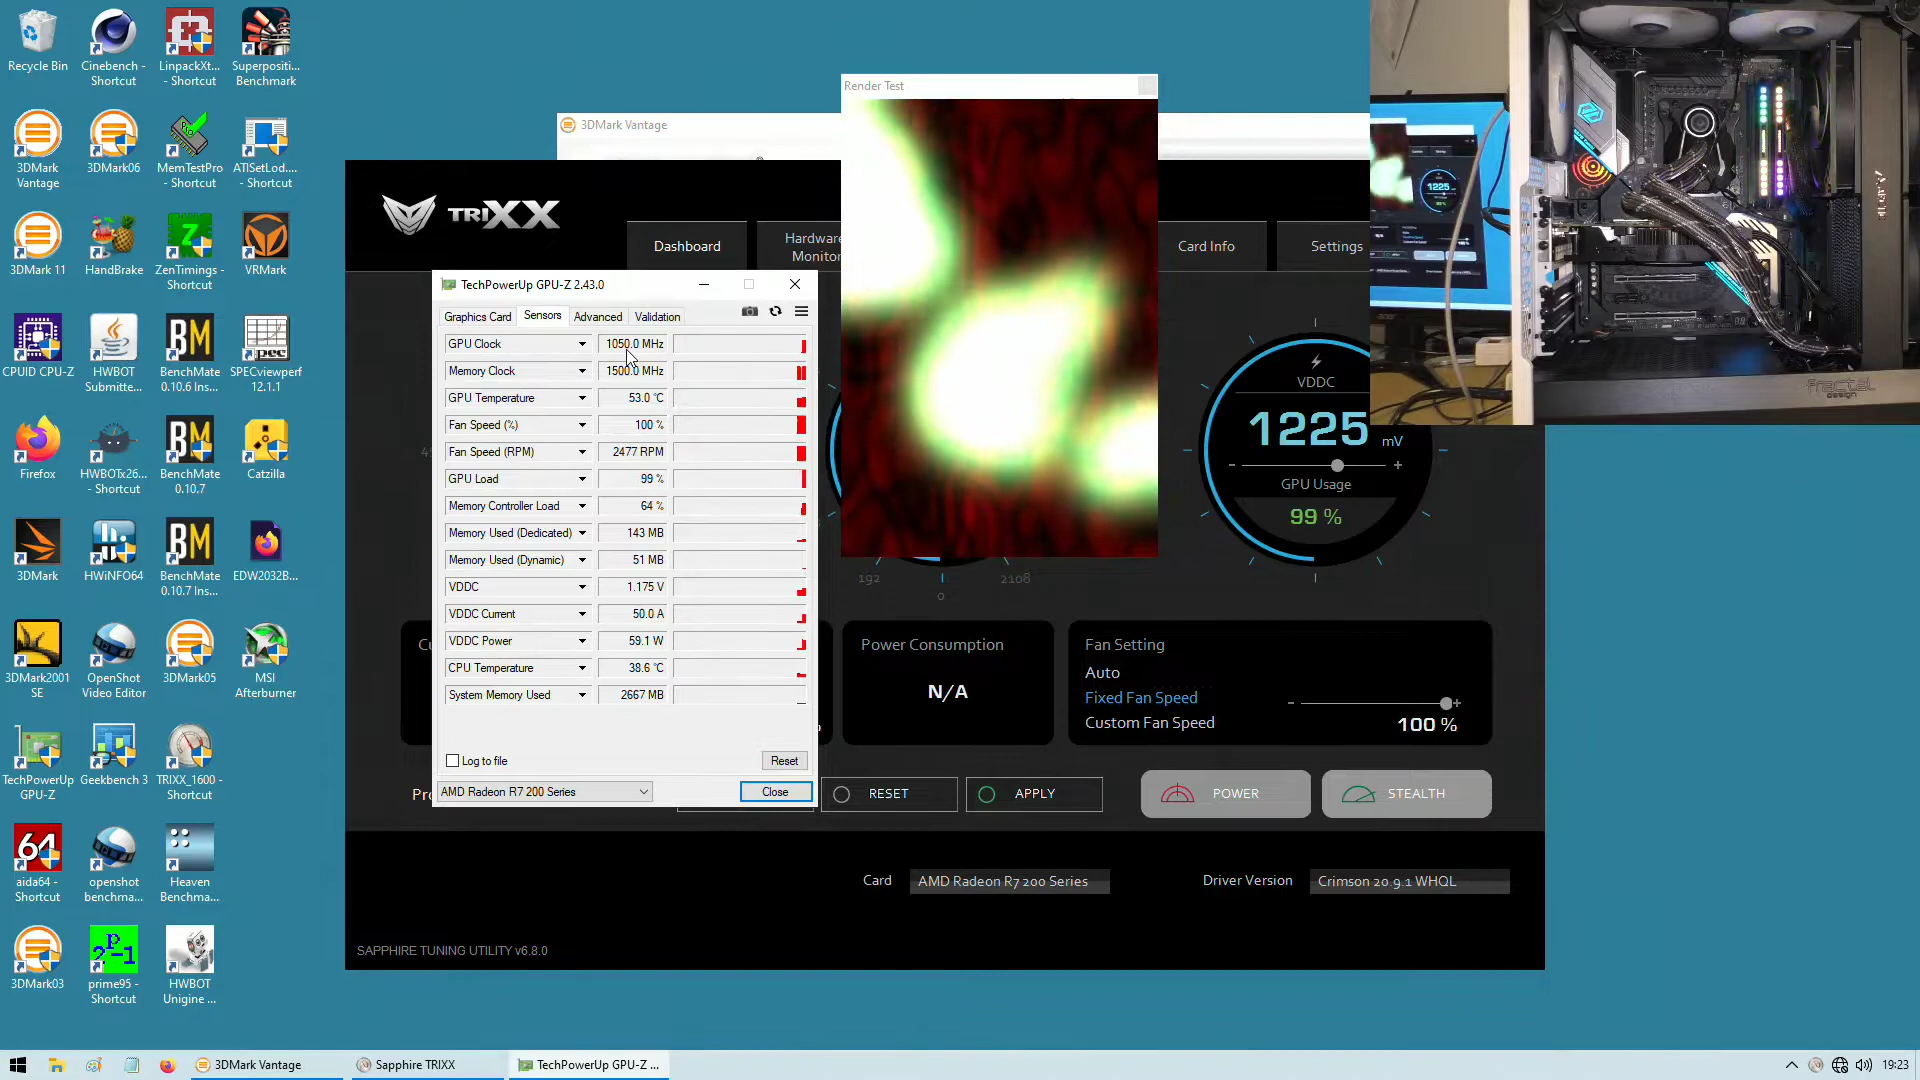 Recycle Bin
Cinebench - Shortcut
LinpackXt... - Shortcut
Superpositi... Benchmark
3DMark Vantage
3DMark06
MemTestPro - Shortcut
ATISetLod.... - Shortcut
3DMark 11
HandBrake
ZenTimings - Shortcut
VRMark
CPUID CPU-Z
HWBOT Submitte...
BenchMate 0.10.6 Ins...
SPECviewperf 12.1.1
Firefox
HWBOTx26... - Shortcut
BenchMate 0.10.7
Catzilla
3DMark
HWiNFO64
BenchMate 0.10.7 Ins...
EDW2032B...
3DMark2001 SE
OpenShot Video Editor
3DMark05
MSI Afterburner
TechPowerUp GPU-Z
Geekbench 3
TRIXX_1600 - Shortcut
aida64 - Shortcut
openshot benchma...
Heaven Benchma...
3DMark03
prime95 - Shortcut
HWBOT Unigine ...
3DMark Vantage
Render Test
TRIXX
Dashboard
Hardware Monitor
Card Info
Settings
TechPowerUp GPU-Z 2.43.0
Graphics Card
Sensors
Advanced
Validation
GPU Clock 1050.0 MHz
Memory Clock 1500.0 MHz
GPU Temperature 53.0 °C
Fan Speed (%) 100 %
Fan Speed (RPM) 2477 RPM
GPU Load 99 %
Memory Controller Load 64 %
Memory Used (Dedicated) 143 MB
Memory Used (Dynamic) 51 MB
VDDC 1.175 V
VDDC Current 50.0 A
VDDC Power 59.1 W
CPU Temperature 38.6 °C
System Memory Used 2667 MB
Log to file
Reset
AMD Radeon R7 200 Series
Close
VDDC
1225 mV
- +
GPU Usage
99 %
192
0
2108
Power Consumption
N/A
Fan Setting
Auto
Fixed Fan Speed
- +
Custom Fan Speed
100 %
RESET
APPLY
POWER
STEALTH
Card
AMD Radeon R7 200 Series
Driver Version
Crimson 20.9.1 WHQL
SAPPHIRE TUNING UTILITY v6.8.0
1225
fractal
design
3DMark Vantage
Sapphire TRIXX
TechPowerUp GPU-Z ...
19:23